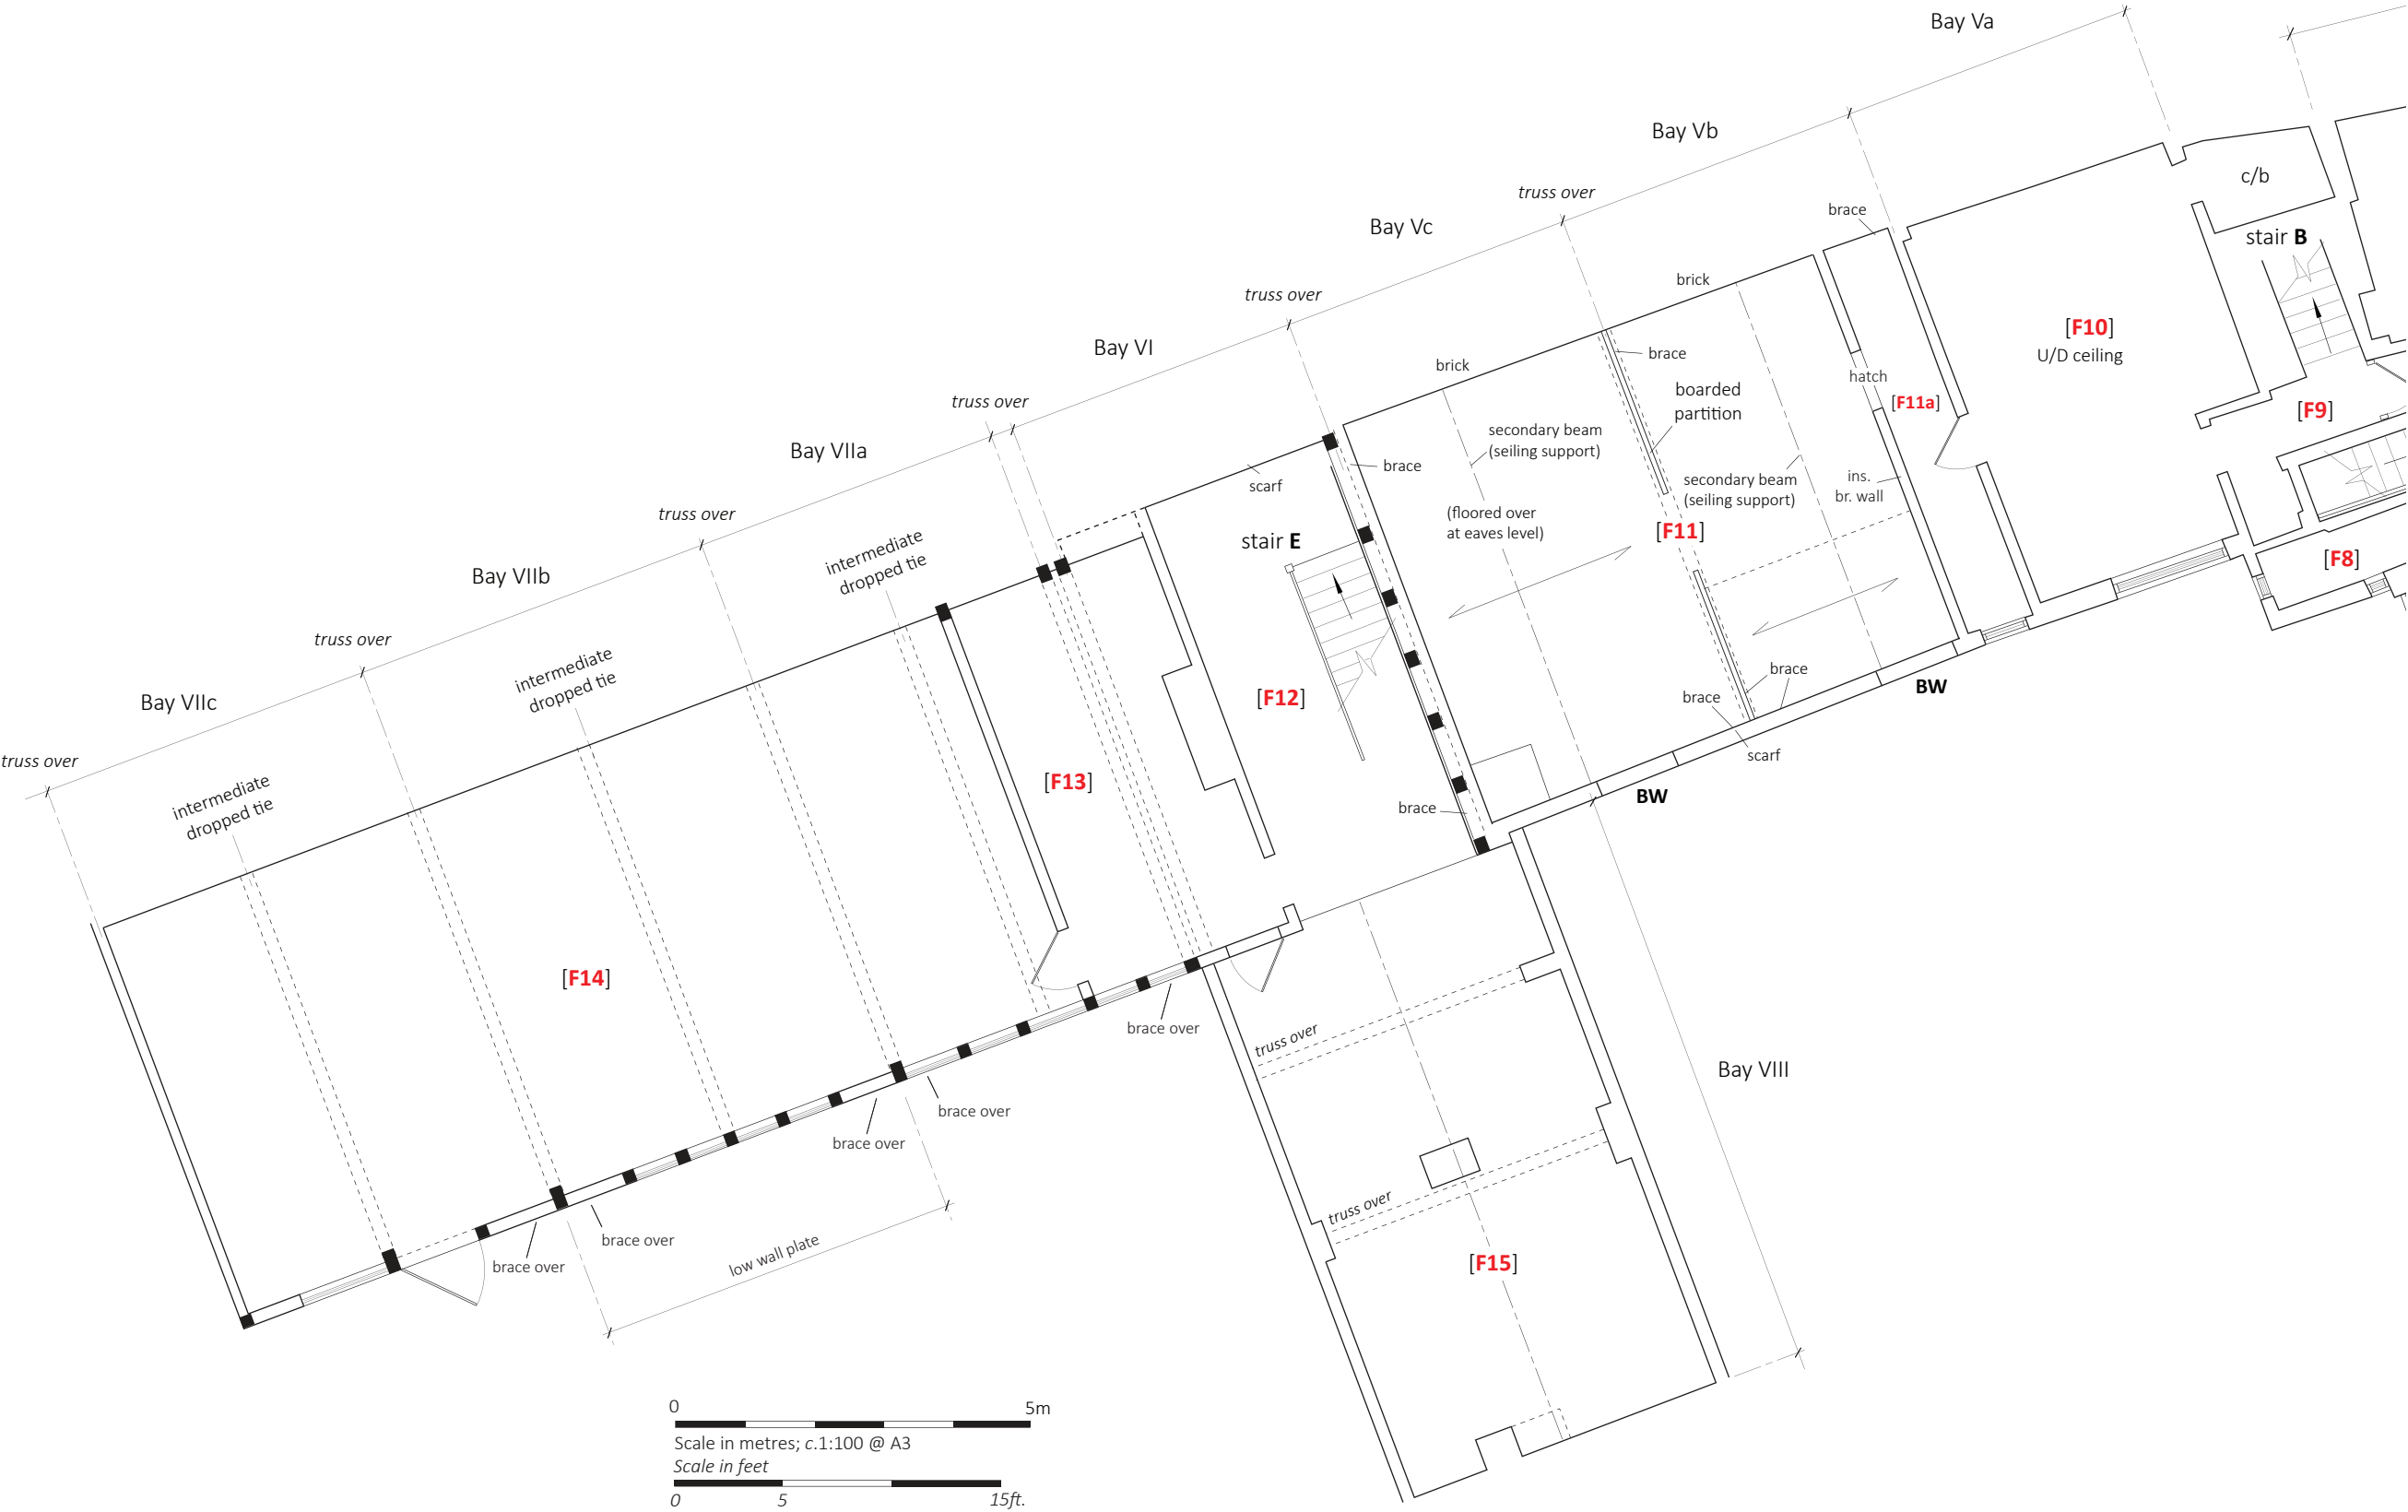 Bay Va
Bay Vb
truss over
Bay Vc
truss over
Bay VI
truss over
Bay VIIa
truss over
Bay VIIb
truss over
Bay VIIc
truss over
c/b
stair B
brace
brick
brick
[F10]
U/D ceiling
brace
hatch
[F11a]
[F9]
boarded
partition
secondary beam
(seiling support)
brace
scarf
secondary beam
(seiling support)
ins.
br. wall
(floored over
at eaves level)
[F11]
stair E
[F8]
intermediate
dropped tie
intermediate
dropped tie
intermediate
dropped tie
[F12]
brace
brace
BW
scarf
[F13]
BW
brace
[F14]
brace over
truss over
Bay VIII
brace over
brace over
truss over
brace over
brace over
low wall plate
[F15]
0 5m
Scale in metres; c.1:100 @ A3
Scale in feet
0 5 15ft.